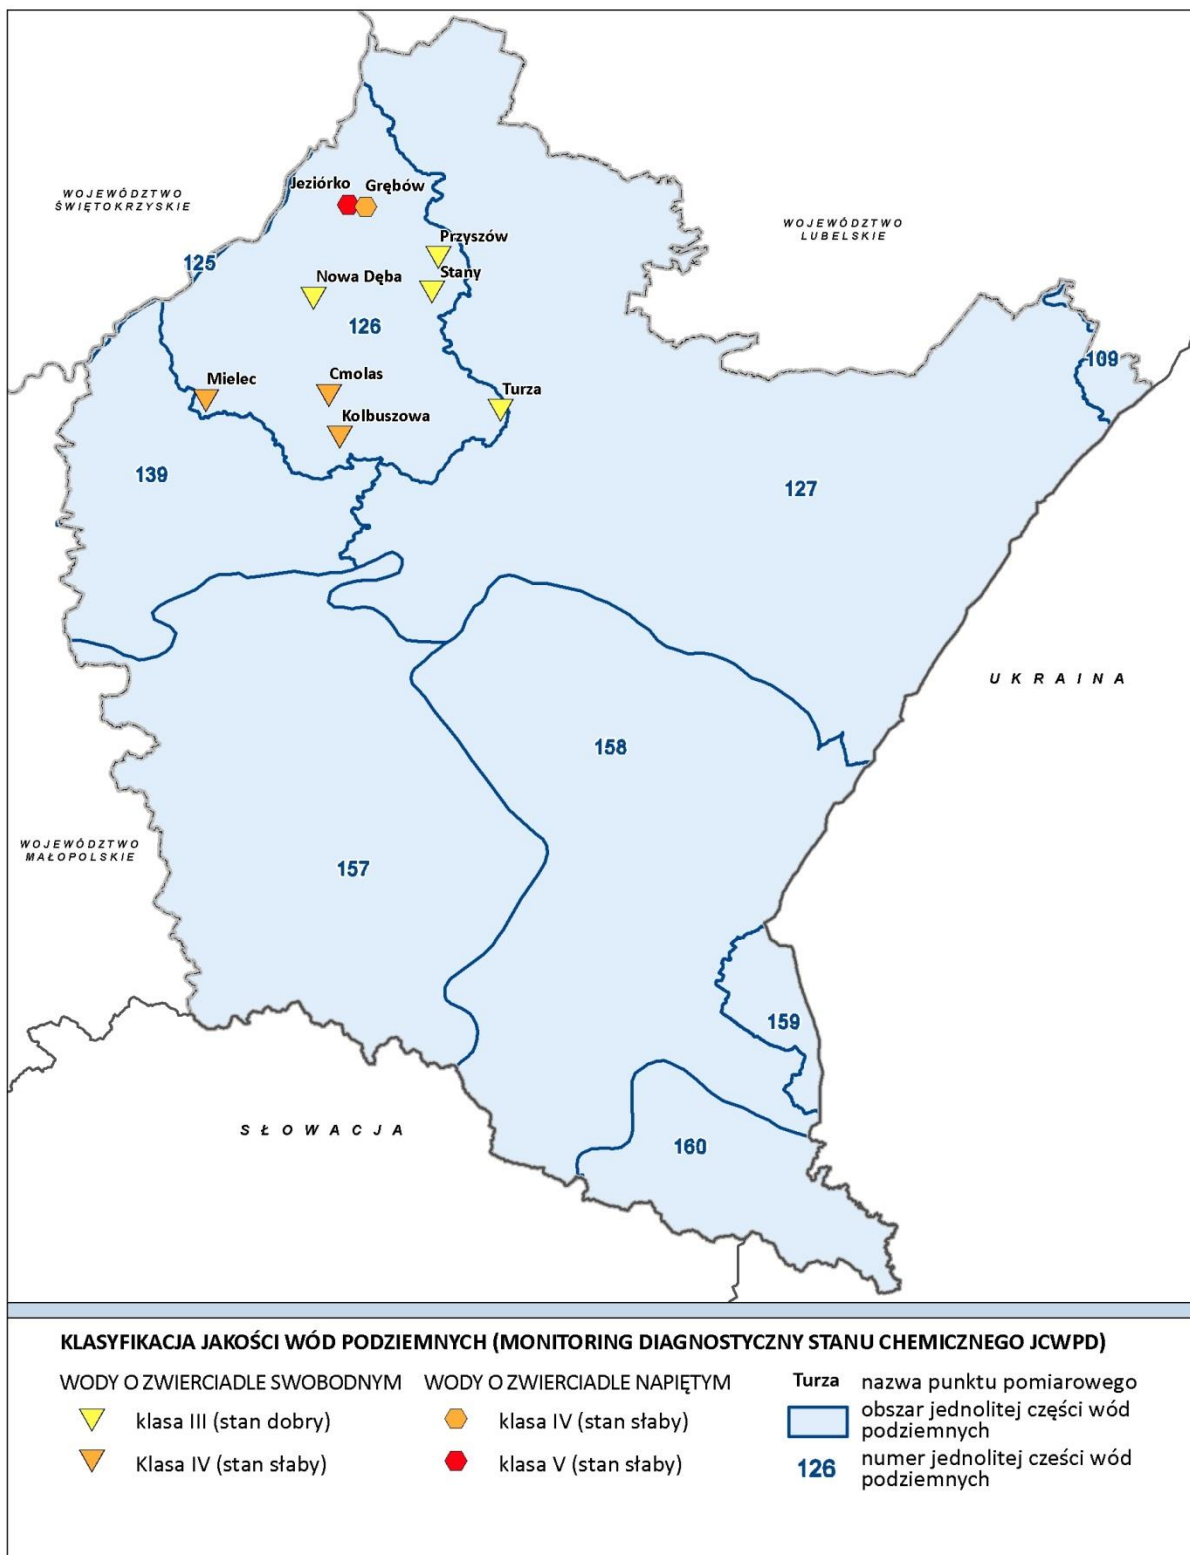 WOJEWÓDZTWO
ŚWIĘTOKRZYSKIE
WOJEWÓDZTWO
LUBELSKIE
Jeziórko
Grębów
Przyszów
125
Stany
Nowa Dęba
126
109
Mielec
Cmolas
Turza
Kolbuszowa
139
127
UKRAINA
158
WOJEWÓDZTWO
MAŁOPOLSKIE
157
159
SŁOWACJA
160
KLASYFIKACJA JAKOŚCI WÓD PODZIEMNYCH (MONITORING DIAGNOSTYCZNY STANU CHEMICZNEGO JCWPD)
WODY O ZWIERCIADLE SWOBODNYM
klasa III (stan dobry)
Klasa IV (stan słaby)
WODY O ZWIERCIADLE NAPIĘTYM
klasa IV (stan słaby)
klasa V (stan słaby)
Turza nazwa punktu pomiarowego
obszar jednolitej części wód
podziemnych
126 numer jednolitej cześci wód
podziemnych